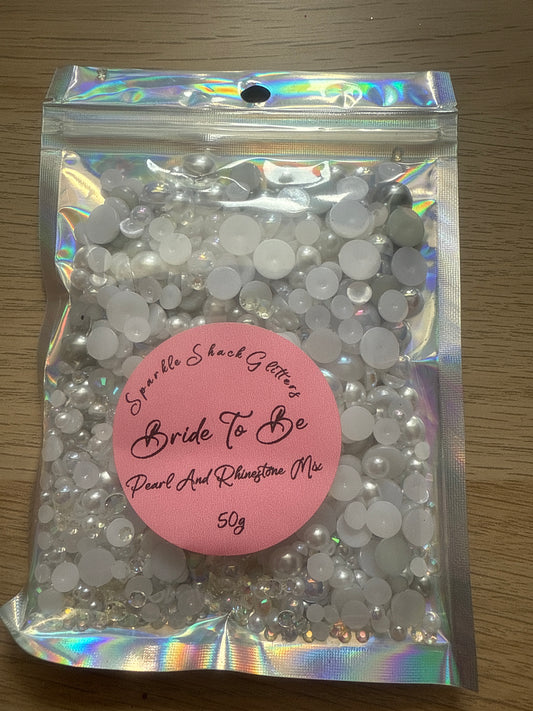 Sparkle Shack Glitters
Bride To Be
Pearl And Rhinestone Mix
50g